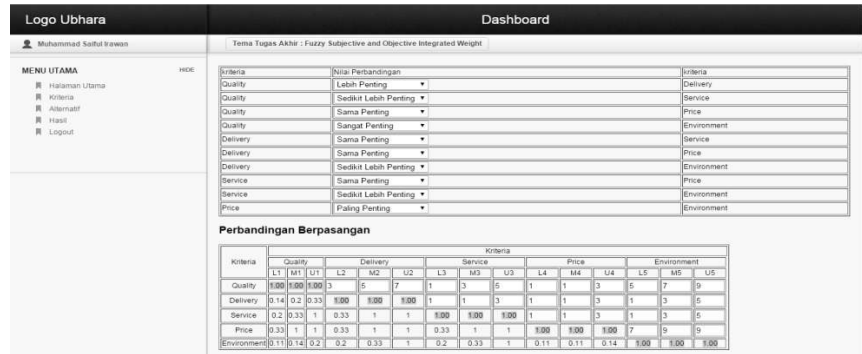 Logo Ubhara
Dashboard
Muhammad Saiful Irawan
Tema Tugas Akhir : Fuzzy Subjective and Objective Integrated Weight
MENU UTAMA HIDE
Halaman Utama
Kriteria
Alternatif
Hasil
Logout
kriteria Nilai Perbandingan kriteria
Quality Lebih Penting Delivery
Quality Sedikit Lebih Penting Service
Quality Sama Penting Price
Quality Sangat Penting Environment
Delivery Sama Penting Service
Delivery Sama Penting Price
Delivery Sedikit Lebih Penting Environment
Service Sama Penting Price
Service Sedikit Lebih Penting Environment
Price Paling Penting Environment
Perbandingan Berpasangan
Kriteria Kriteria
Quality Delivery Service Price Environment
L1 M1 U1 L2 M2 U2 L3 M3 U3 L4 M4 U4 L5 M5 U5
Quality 1.00 1.00 1.00 3 5 7 1 3 5 1 1 3 5 7 9
Delivery 0.14 0.2 0.33 1.00 1.00 1.00 1 1 3 1 1 3 1 3 5
Service 0.2 0.33 1 0.33 1 1 1.00 1.00 1.00 1 1 3 1 3 5
Price 0.33 1 1 0.33 1 1 0.33 1 1 1.00 1.00 1.00 7 9 9
Environment 0.11 0.14 0.2 0.2 0.33 1 0.2 0.33 1 0.11 0.11 0.14 1.00 1.00 1.00